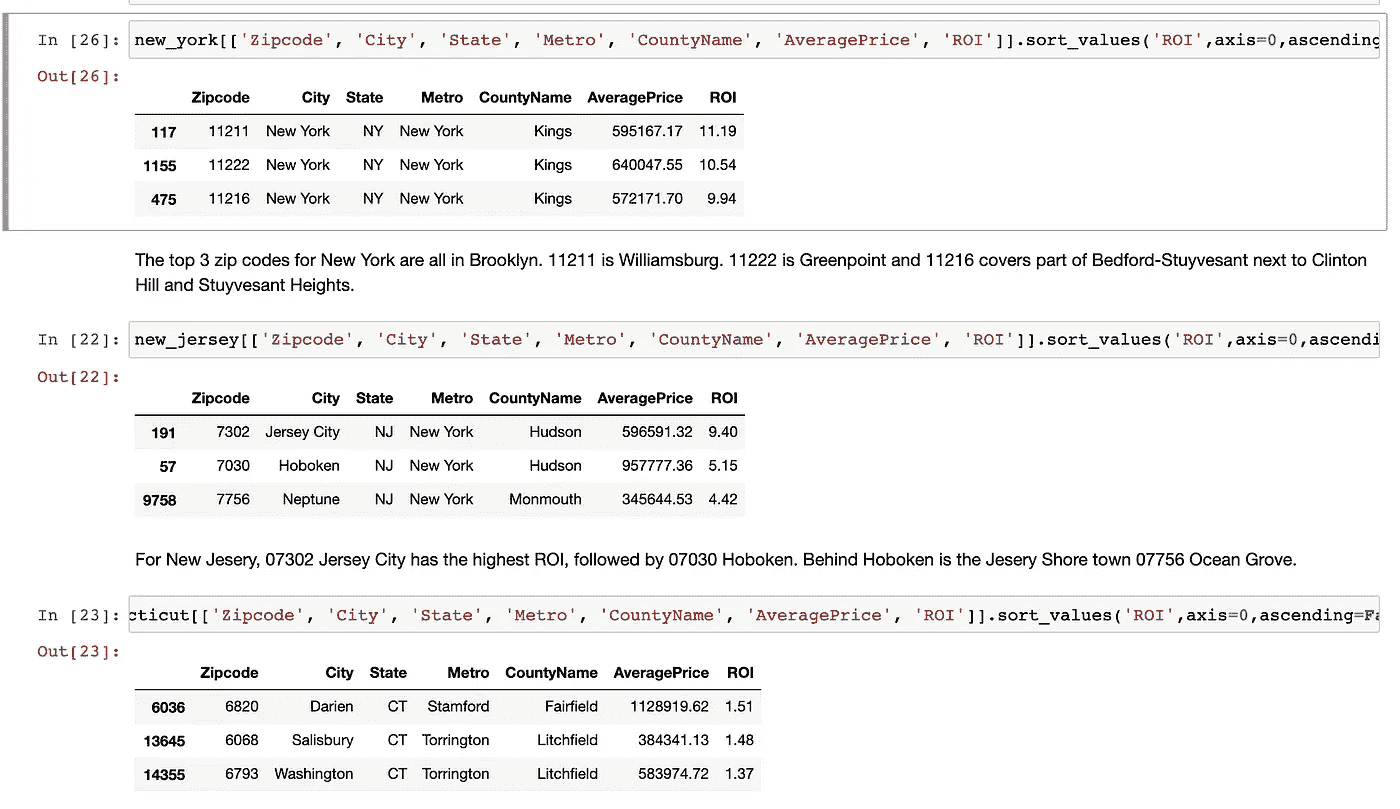 In [26]: new_york[['Zipcode', 'City', 'State', 'Metro', 'CountyName', 'AveragePrice', 'ROI']].sort_values('ROI',axis=0,ascending
Out[26]:
Zipcode City State Metro CountyName AveragePrice ROI
117 11211 New York NY New York Kings 595167.17 11.19
1155 11222 New York NY New York Kings 640047.55 10.54
475 11216 New York NY New York Kings 572171.70 9.94
The top 3 zip codes for New York are all in Brooklyn. 11211 is Williamsburg. 11222 is Greenpoint and 11216 covers part of Bedford-Stuyvesant next to Clinton
Hill and Stuyvesant Heights.
In [22]: new_jersey[['Zipcode', 'City', 'State', 'Metro', 'CountyName', 'AveragePrice', 'ROI']].sort_values('ROI',axis=0,ascendi
Out[22]:
Zipcode City State Metro CountyName AveragePrice ROI
191 7302 Jersey City NJ New York Hudson 596591.32 9.40
57 7030 Hoboken NJ New York Hudson 957777.36 5.15
9758 7756 Neptune NJ New York Monmouth 345644.53 4.42
For New Jesery, 07302 Jersey City has the highest ROI, followed by 07030 Hoboken. Behind Hoboken is the Jesery Shore town 07756 Ocean Grove.
In [23]: cticut[['Zipcode', 'City', 'State', 'Metro', 'CountyName', 'AveragePrice', 'ROI']].sort_values('ROI',axis=0,ascending=Fa
Out[23]:
Zipcode City State Metro CountyName AveragePrice ROI
6036 6820 Darien CT Stamford Fairfield 1128919.62 1.51
13645 6068 Salisbury CT Torrington Litchfield 384341.13 1.48
14355 6793 Washington CT Torrington Litchfield 583974.72 1.37